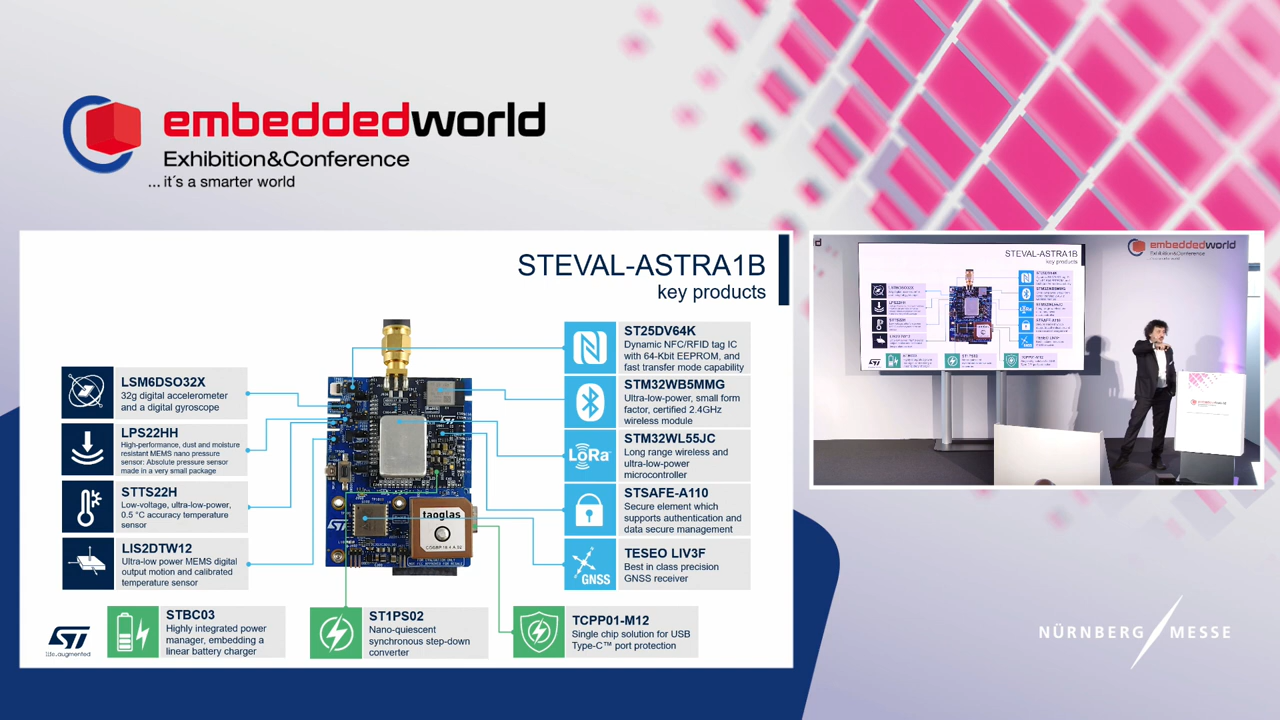 embeddedworld
Exhibition&Conference
... it´s a smarter world
STEVAL-ASTRA1B
key products
LSM6DSO32X
32g digital accelerometer
and a digital gyroscope
LPS22HH
High-performance, dust and moisture
resistant MEMS nano pressure
sensor: Absolute pressure sensor
made in a very small package
STTS22H
Low-voltage, ultra-low-power,
0.5 °C accuracy temperature
sensor
LIS2DTW12
Ultra-low power MEMS digital
output motion and calibrated
temperature sensor
taoglas
ST25DV64K
Dynamic NFC/RFID tag IC
with 64-Kbit EEPROM, and
fast transfer mode capability
STM32WB5MMG
Ultra-low-power, small form
factor, certified 2.4GHz
wireless module
LoRa
STM32WL55JC
Long range wireless and
ultra-low-power
microcontroller
STSAFE-A110
Secure element which
supports authentication and
data secure management
GNSS
TESEO LIV3F
Best in class precision
GNSS receiver
STBC03
Highly integrated power
manager, embedding a
linear battery charger
ST1PS02
Nano-quiescent
synchronous step-down
converter
TCPP01-M12
Single chip solution for USB
Type-C™ port protection
ST
life.augmented
embeddedworld
Exhibition&Conference
STEVAL-ASTRA1B
key products
NÜRNBERG MESSE